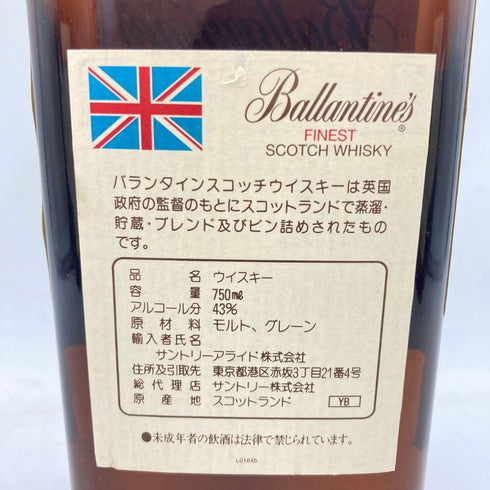 Ballantine's®
FINEST
SCOTCH WHISKY
バランタインスコッチウイスキーは英国
政府の監督のもとにスコットランドで蒸溜・
貯蔵・ブレンド及びビン詰めされたもの
です。
品名 ウイスキー
容量 750㎖
アルコール分 43%
原材料 モルト、グレーン
輸入者氏名
サントリーアライド株式会社
住所及引取先 東京都港区赤坂3丁目21番4号
総代理店 サントリー株式会社
原産地 スコットランド YB
●未成年者の飲酒は法律で禁じられています。